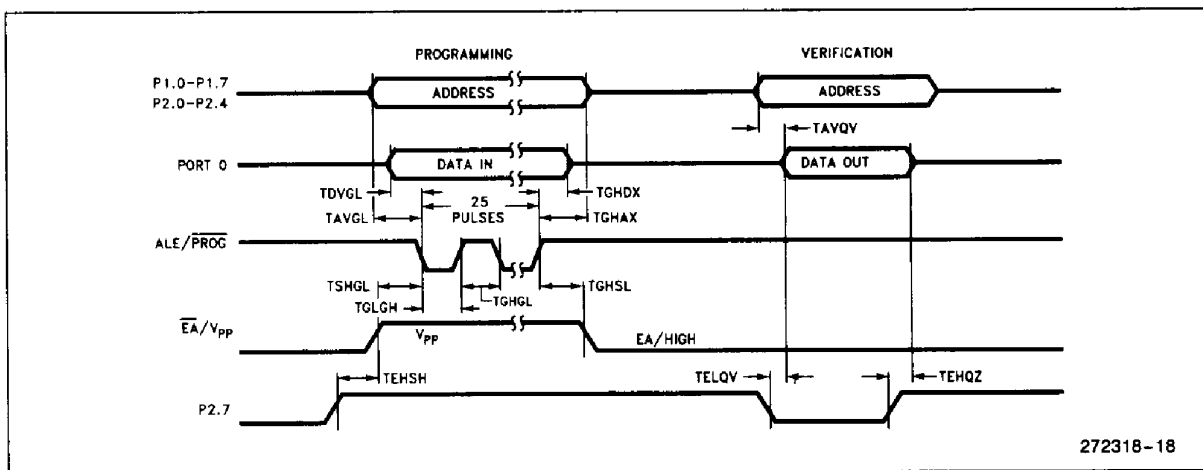 PROGRAMMING
VERIFICATION
P1.0–P1.7
P2.0–P2.4
ADDRESS
ADDRESS
TAVQV
PORT 0
DATA IN
DATA OUT
TDVGL
25
PULSES
TGHDX
TAVGL
TGHAX
ALE/PROG
TSHGL
TGHGL
TGHSL
TGLGH
EA/VPP
VPP
EA/HIGH
TEHSH
TELQV
TEHQZ
P2.7
272318–18